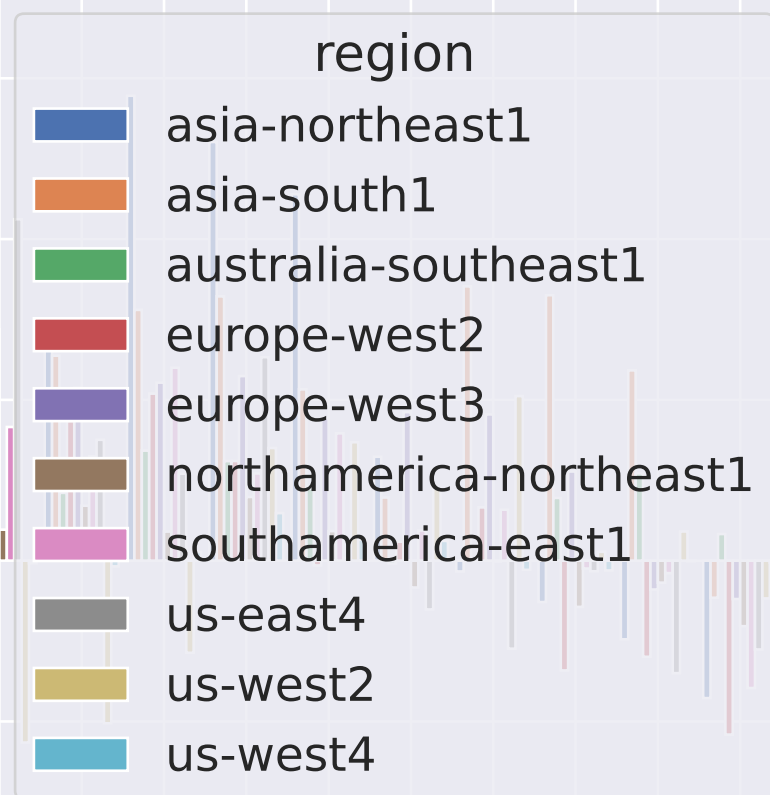 region
asia-northeast1
asia-south1
australia-southeast1
europe-west2
europe-west3
northamerica-northeast1
southamerica-east1
us-east4
us-west2
us-west4